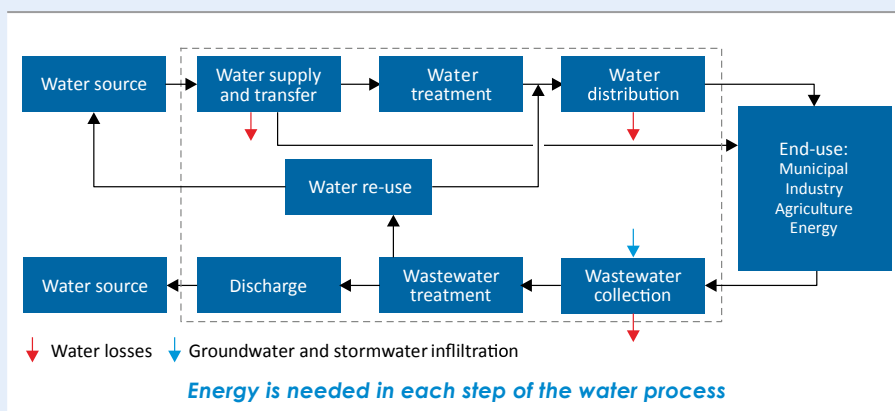 Water source
Water supply
and transfer
Water
treatment
Water
distribution
End-use:
Municipal
Industry
Agriculture
Energy
Water re-use
Water source
Discharge
Wastewater
treatment
Wastewater
collection
Water losses
Groundwater and stormwater infliltration
Energy is needed in each step of the water process